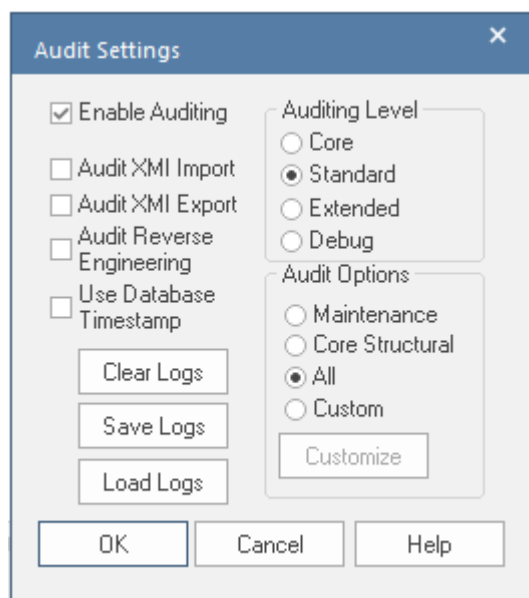 Audit Settings
Enable Auditing
Audit XMI Import
Audit XMI Export
Audit Reverse
Engineering
Use Database
Timestamp
Clear Logs
Save Logs
Load Logs
Auditing Level
Core
Standard
Extended
Debug
Audit Options
Maintenance
Core Structural
All
Custom
Customize
OK
Cancel
Help